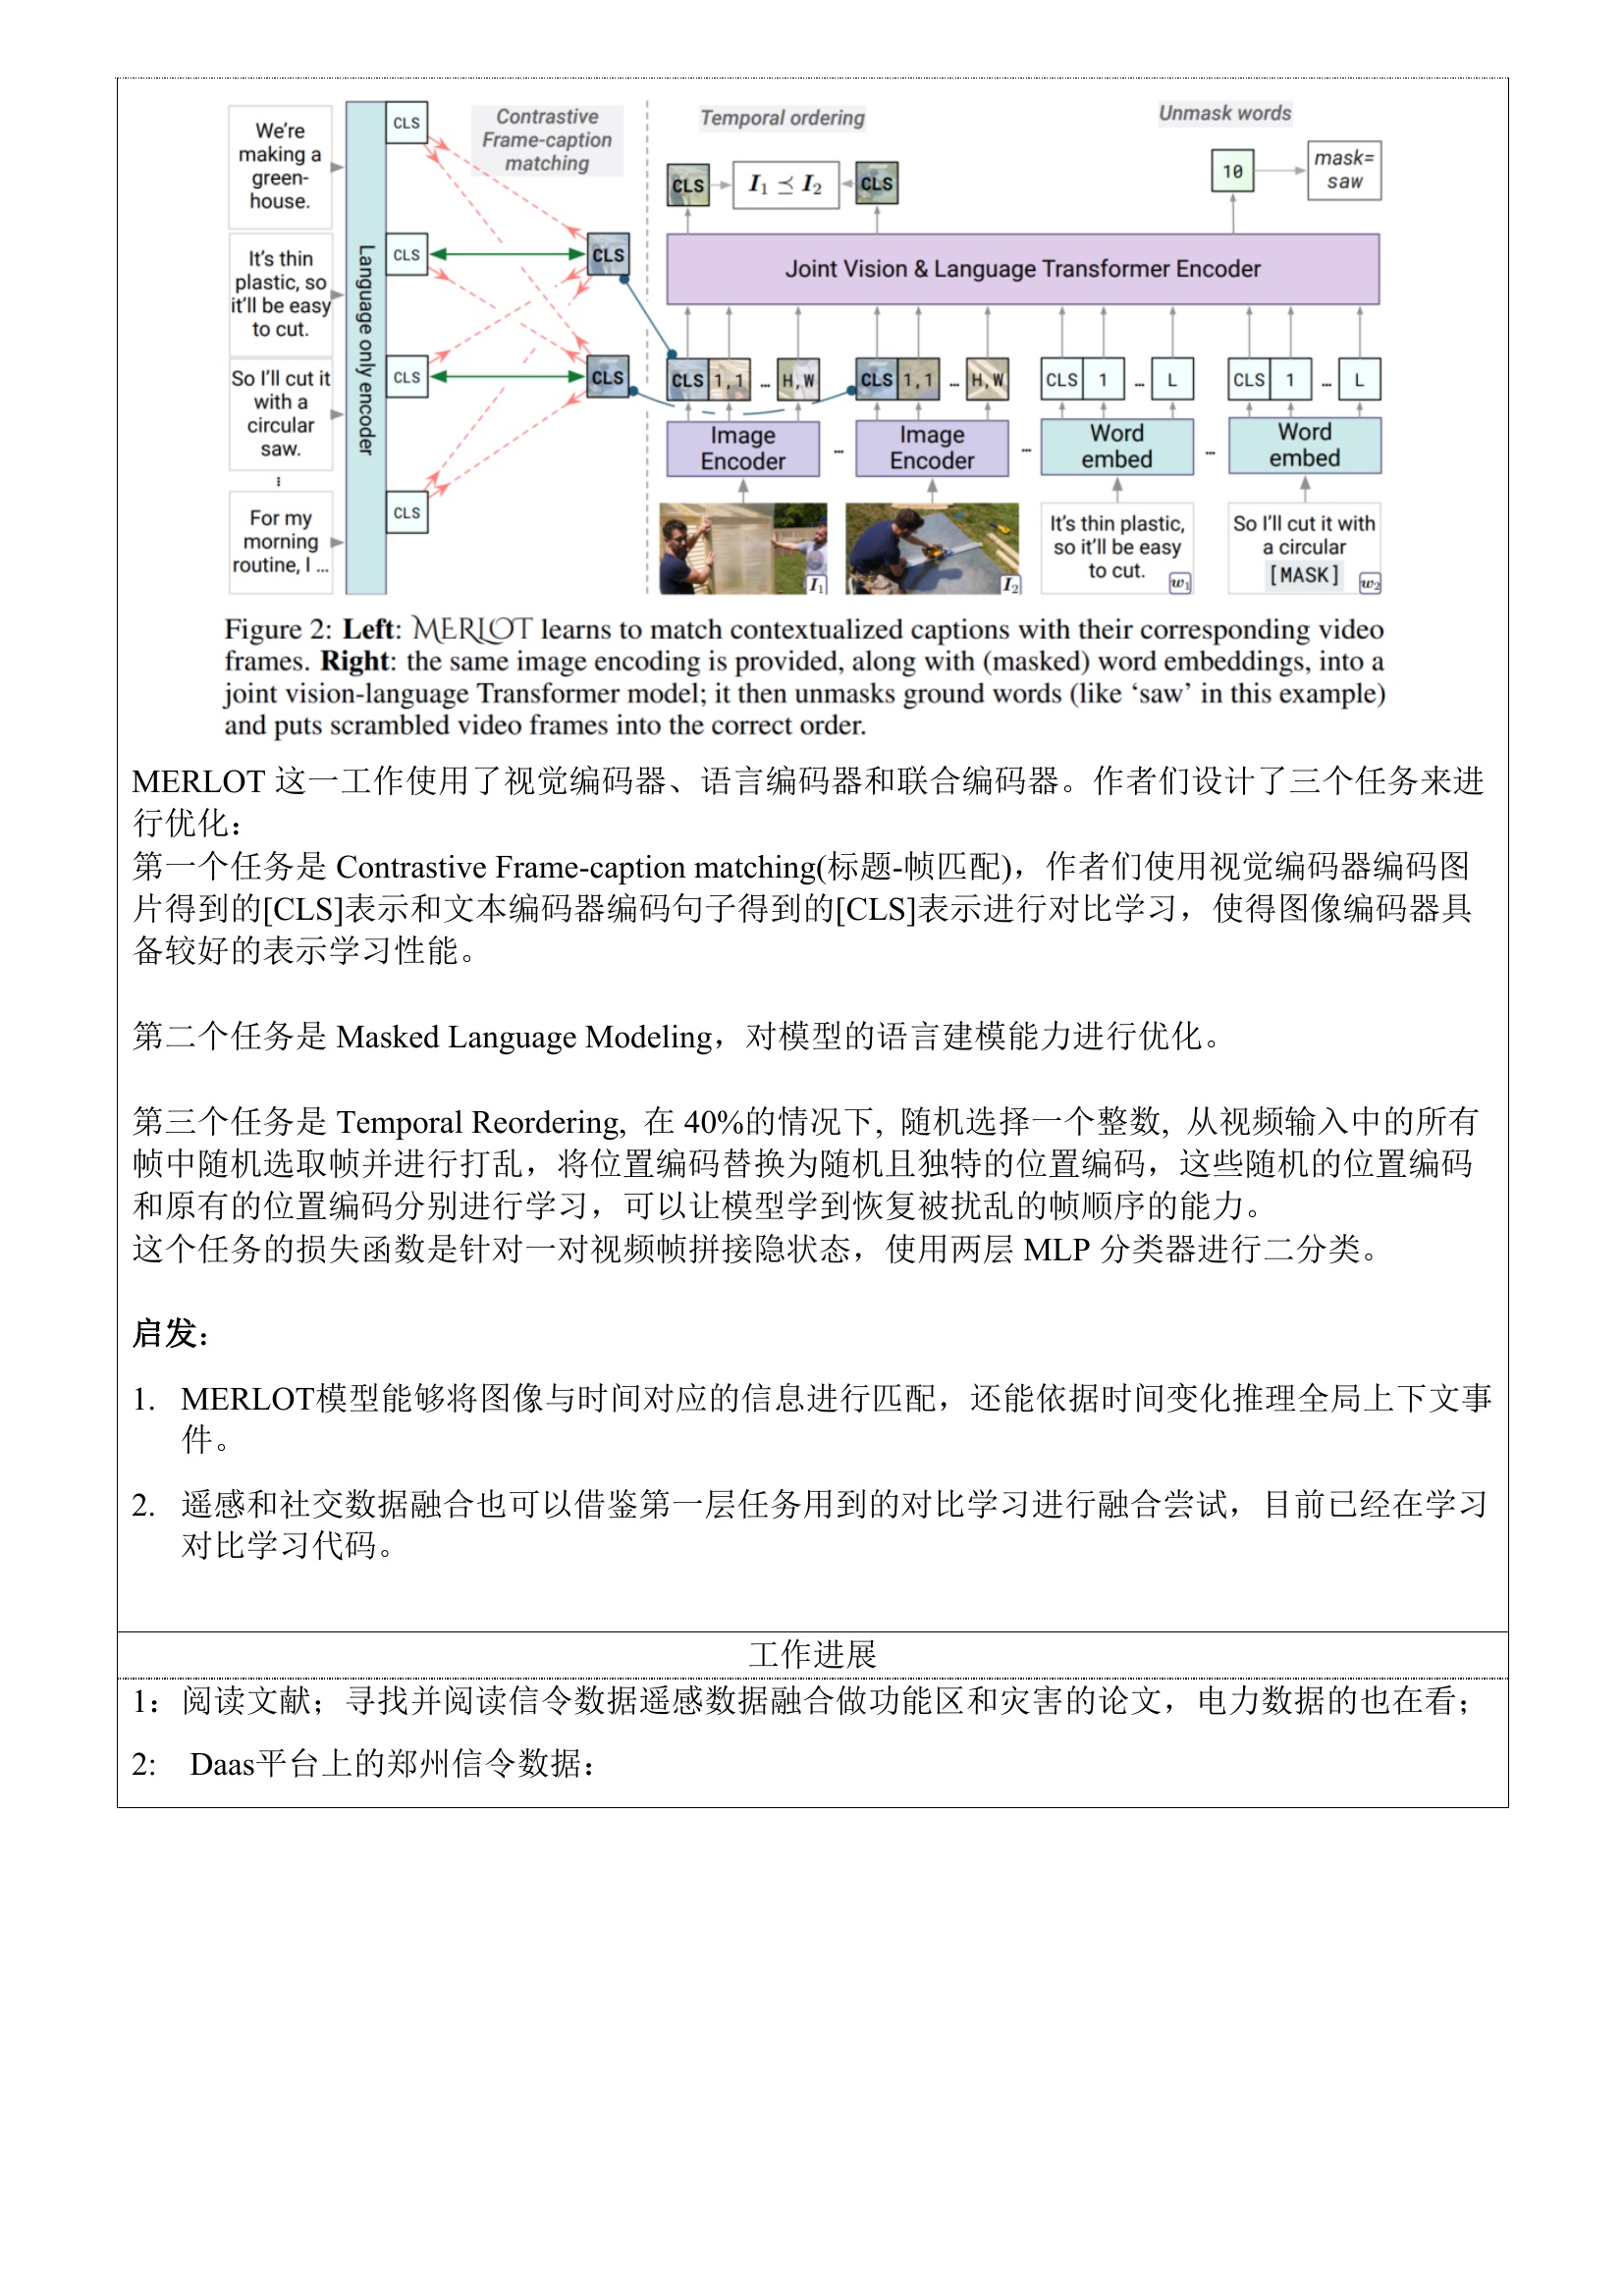 We're
making a
green-
house.
It's thin
plastic, so
it'll be easy
to cut.
So I'll cut it
with a
circular
saw.
⋮
For my
morning
routine, I ...
Language only encoder
CLS
CLS
CLS
CLS
Contrastive
Frame-caption
matching
CLS
CLS
Temporal ordering
CLS
I₁ ⪯ I₂
CLS
Unmask words
10
mask=
saw
Joint Vision & Language Transformer Encoder
CLS 1,1 ... H,W
CLS 1,1 ... H,W
CLS 1 ... L
CLS 1 ... L
Image
Encoder
...
Image
Encoder
...
Word
embed
...
Word
embed
I₁
I₂
It's thin plastic,
so it'll be easy
to cut.
w₁
So I'll cut it with
a circular
[MASK]
w₂
Figure 2: Left: MERLOT learns to match contextualized captions with their corresponding video
frames. Right: the same image encoding is provided, along with (masked) word embeddings, into a
joint vision-language Transformer model; it then unmasks ground words (like ‘saw’ in this example)
and puts scrambled video frames into the correct order.
MERLOT 这一工作使用了视觉编码器、语言编码器和联合编码器。作者们设计了三个任务来进
行优化：
第一个任务是 Contrastive Frame-caption matching(标题-帧匹配)，作者们使用视觉编码器编码图
片得到的[CLS]表示和文本编码器编码句子得到的[CLS]表示进行对比学习，使得图像编码器具
备较好的表示学习性能。
第二个任务是 Masked Language Modeling，对模型的语言建模能力进行优化。
第三个任务是 Temporal Reordering, 在 40%的情况下, 随机选择一个整数, 从视频输入中的所有
帧中随机选取帧并进行打乱，将位置编码替换为随机且独特的位置编码，这些随机的位置编码
和原有的位置编码分别进行学习，可以让模型学到恢复被扰乱的帧顺序的能力。
这个任务的损失函数是针对一对视频帧拼接隐状态，使用两层 MLP 分类器进行二分类。
启发：
1. MERLOT模型能够将图像与时间对应的信息进行匹配，还能依据时间变化推理全局上下文事
件。
2. 遥感和社交数据融合也可以借鉴第一层任务用到的对比学习进行融合尝试，目前已经在学习
对比学习代码。
工作进展
1：阅读文献；寻找并阅读信令数据遥感数据融合做功能区和灾害的论文，电力数据的也在看；
2: Daas平台上的郑州信令数据：